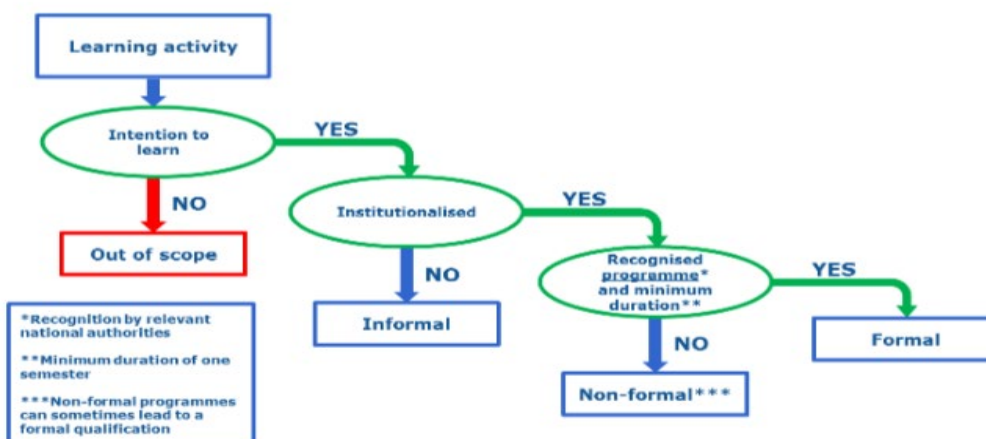 Learning activity
Intention to
learn
YES
NO
Out of scope
Institutionalised
YES
NO
Informal
Recognised
programme*
and minimum
duration**
YES
NO
Formal
Non-formal***
*Recognition by relevant
national authorities
**Minimum duration of one
semester
***Non-formal programmes
can sometimes lead to a
formal qualification